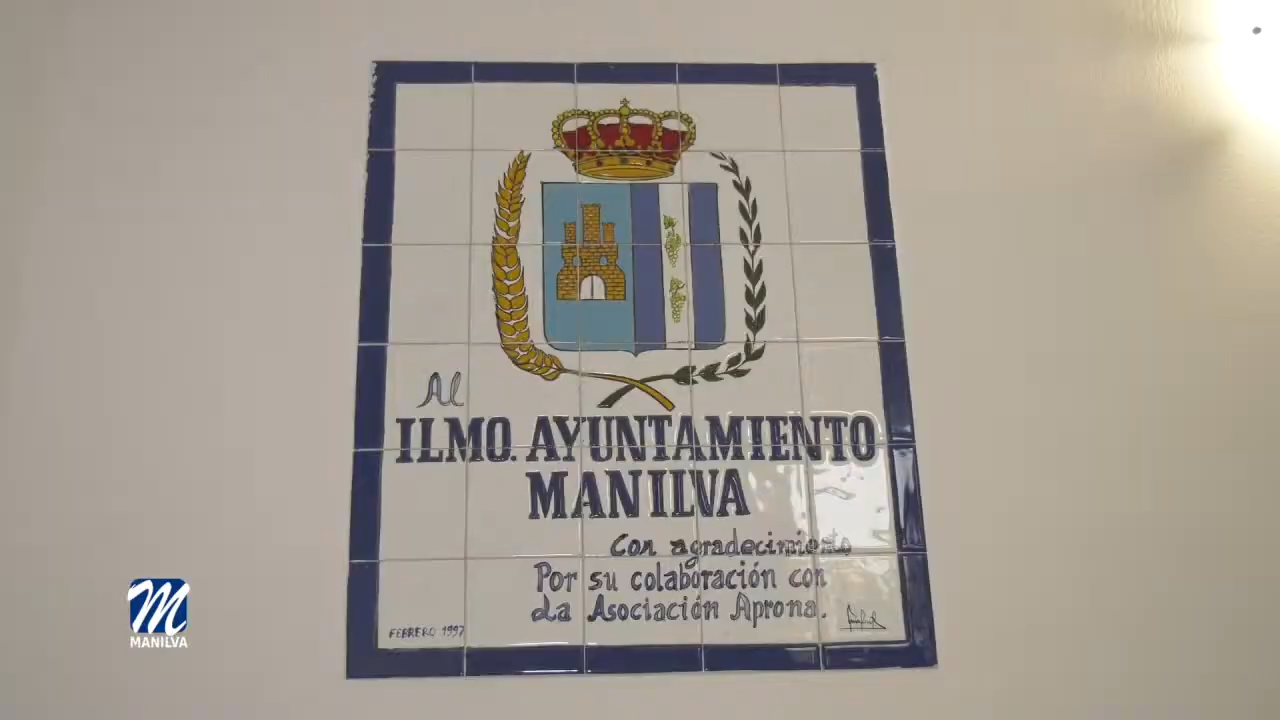 Al
ILMO. AYUNTAMIENTO
MANILVA
Con agradecimiento
Por su colaboración con
La Asociación Aprona.
FEBRERO 1997
M
MANILVA